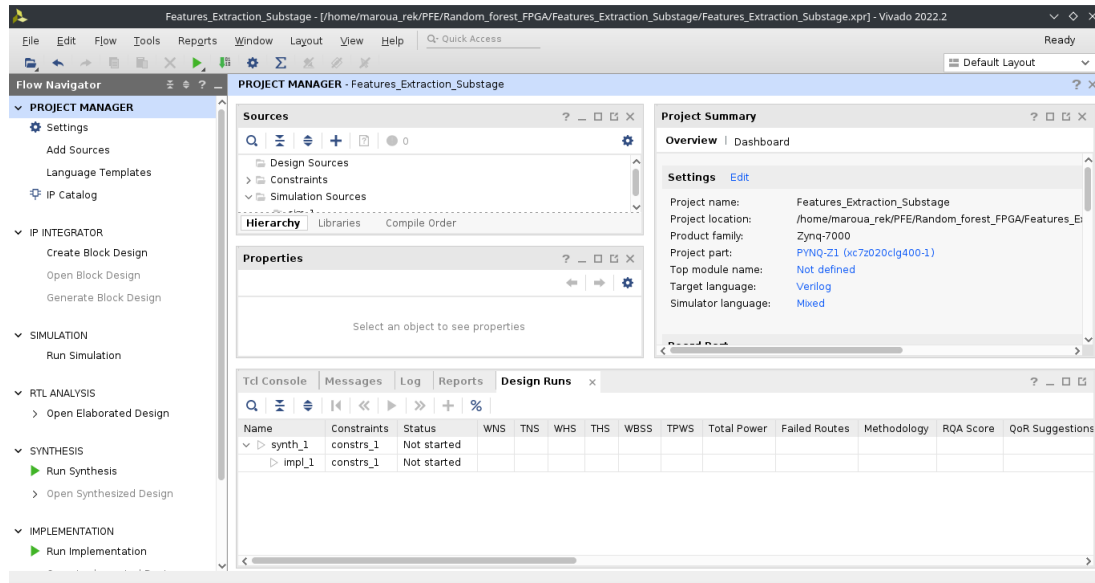 Features_Extraction_Substage - [/home/maroua_rek/PFE/Random_forest_FPGA/Features_Extraction_Substage/Features_Extraction_Substage.xpr] - Vivado 2022.2
File Edit Flow Tools Reports Window Layout View Help Q- Quick Access Ready
Default Layout
Flow Navigator
PROJECT MANAGER
Settings
Add Sources
Language Templates
IP Catalog
IP INTEGRATOR
Create Block Design
Open Block Design
Generate Block Design
SIMULATION
Run Simulation
RTL ANALYSIS
Open Elaborated Design
SYNTHESIS
Run Synthesis
Open Synthesized Design
IMPLEMENTATION
Run Implementation
PROJECT MANAGER - Features_Extraction_Substage
Sources
0
Design Sources
Constraints
Simulation Sources
Hierarchy Libraries Compile Order
Properties
Select an object to see properties
Project Summary
Overview | Dashboard
Settings Edit
Project name: Features_Extraction_Substage
Project location: /home/maroua_rek/PFE/Random_forest_FPGA/Features_E
Product family: Zynq-7000
Project part: PYNQ-Z1 (xc7z020clg400-1)
Top module name: Not defined
Target language: Verilog
Simulator language: Mixed
Tcl Console Messages Log Reports Design Runs
Name Constraints Status WNS TNS WHS THS WBSS TPWS Total Power Failed Routes Methodology RQA Score QoR Suggestions
synth_1 constrs_1 Not started
impl_1 constrs_1 Not started